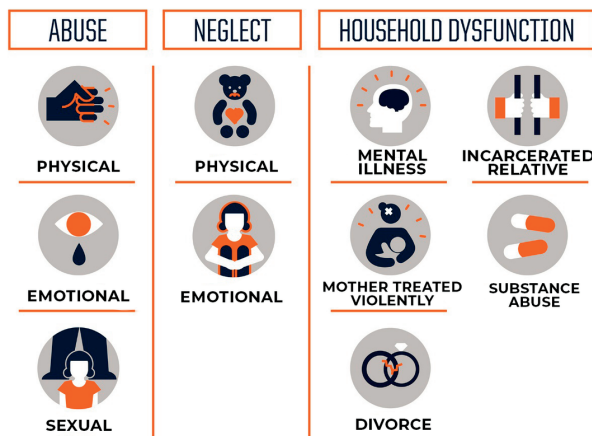 ABUSE
NEGLECT
HOUSEHOLD DYSFUNCTION
PHYSICAL
EMOTIONAL
SEXUAL
PHYSICAL
EMOTIONAL
MENTAL
ILLNESS
INCARCERATED
RELATIVE
MOTHER TREATED
VIOLENTLY
SUBSTANCE
ABUSE
DIVORCE